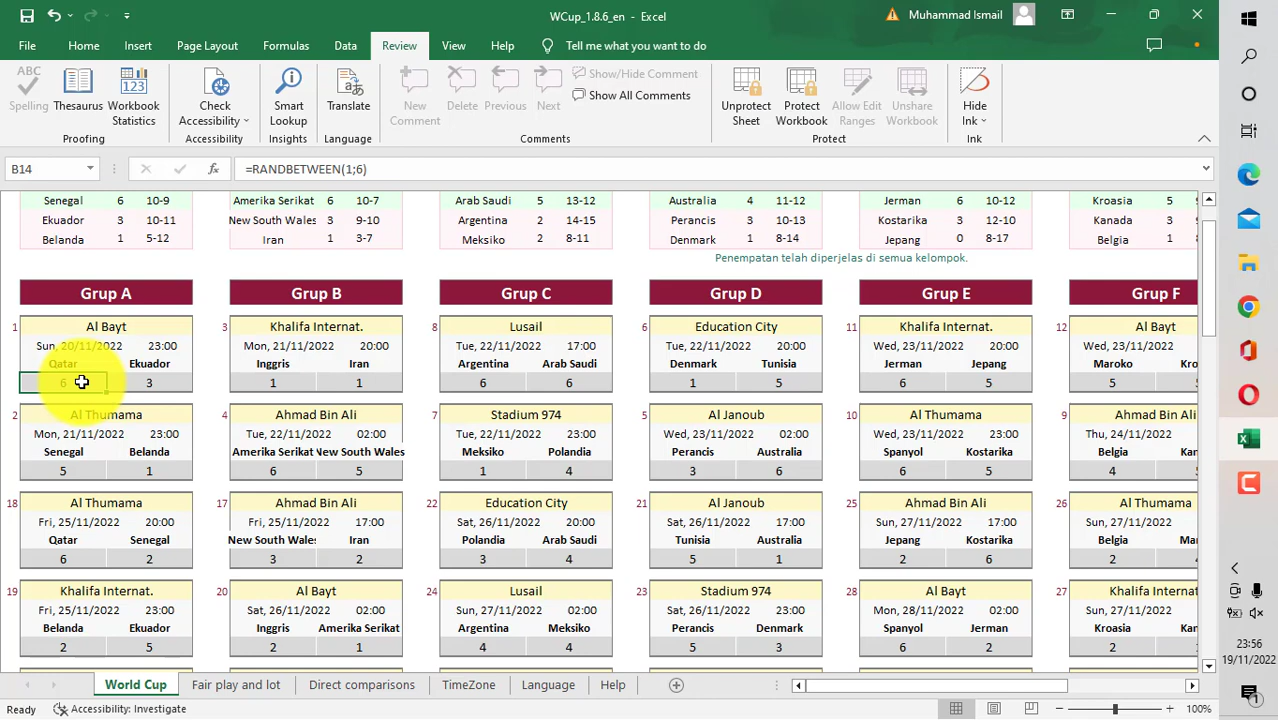 WCup_1.8.6_en - Excel
Muhammad Ismail
File Home Insert Page Layout Formulas Data Review View Help Tell me what you want to do
ABC
Spelling Thesaurus Workbook Statistics
Proofing
Check Accessibility
Accessibility
Smart Lookup
Insights
Translate
Language
New Comment Delete Previous Next
Show/Hide Comment
Show All Comments
Comments
Unprotect Sheet Protect Workbook Allow Edit Ranges Unshare Workbook
Protect
Hide Ink
Ink
B14 fx =RANDBETWEEN(1;6)
Senegal 6 10-9 Amerika Serikat 6 10-7 Arab Saudi 5 13-12 Australia 4 11-12 Jerman 6 10-12 Kroasia 5
Ekuador 3 10-11 New South Wales 3 9-10 Argentina 2 14-15 Perancis 3 10-13 Kostarika 3 12-10 Kanada 3
Belanda 1 5-12 Iran 1 3-7 Meksiko 2 8-11 Denmark 1 8-14 Jepang 0 8-17 Belgia 1
Penempatan telah diperjelas di semua kelompok.
Grup A Grup B Grup C Grup D Grup E Grup F
1 Al Bayt 3 Khalifa Internat. 8 Lusail 6 Education City 11 Khalifa Internat. 12 Al Bayt
Sun, 20/11/2022 23:00 Mon, 21/11/2022 20:00 Tue, 22/11/2022 17:00 Tue, 22/11/2022 20:00 Wed, 23/11/2022 20:00 Wed, 23/11/2022
Qatar Ekuador Inggris Iran Argentina Arab Saudi Denmark Tunisia Jerman Jepang Maroko
6 3 1 1 6 6 1 5 6 5 5
2 Al Thumama 4 Ahmad Bin Ali 7 Stadium 974 5 Al Janoub 10 Al Thumama 9 Ahmad Bin Ali
Mon, 21/11/2022 23:00 Tue, 22/11/2022 02:00 Tue, 22/11/2022 23:00 Wed, 23/11/2022 02:00 Wed, 23/11/2022 23:00 Thu, 24/11/2022
Senegal Belanda Amerika Serikat New South Wales Meksiko Polandia Perancis Australia Spanyol Kostarika Belgia
5 1 6 5 1 4 3 6 6 5 4
18 Al Thumama 17 Ahmad Bin Ali 22 Education City 21 Al Janoub 25 Ahmad Bin Ali 26 Al Thumama
Fri, 25/11/2022 20:00 Fri, 25/11/2022 17:00 Sat, 26/11/2022 20:00 Sat, 26/11/2022 17:00 Sun, 27/11/2022 17:00 Sun, 27/11/2022
Qatar Senegal New South Wales Iran Polandia Arab Saudi Tunisia Australia Jepang Kostarika Belgia
6 2 3 2 3 4 5 1 2 6 2
19 Khalifa Internat. 20 Al Bayt 24 Lusail 23 Stadium 974 28 Al Bayt 27 Khalifa Internat
Fri, 25/11/2022 23:00 Sat, 26/11/2022 02:00 Sun, 27/11/2022 02:00 Sat, 26/11/2022 23:00 Mon, 28/11/2022 02:00 Sun, 27/11/2022
Belanda Ekuador Inggris Amerika Serikat Argentina Meksiko Perancis Denmark Spanyol Jerman Kroasia
2 5 2 1 4 4 5 3 6 2 2
World Cup Fair play and lot Direct comparisons TimeZone Language Help
Ready Accessibility: Investigate 100%
23:56
19/11/2022
1